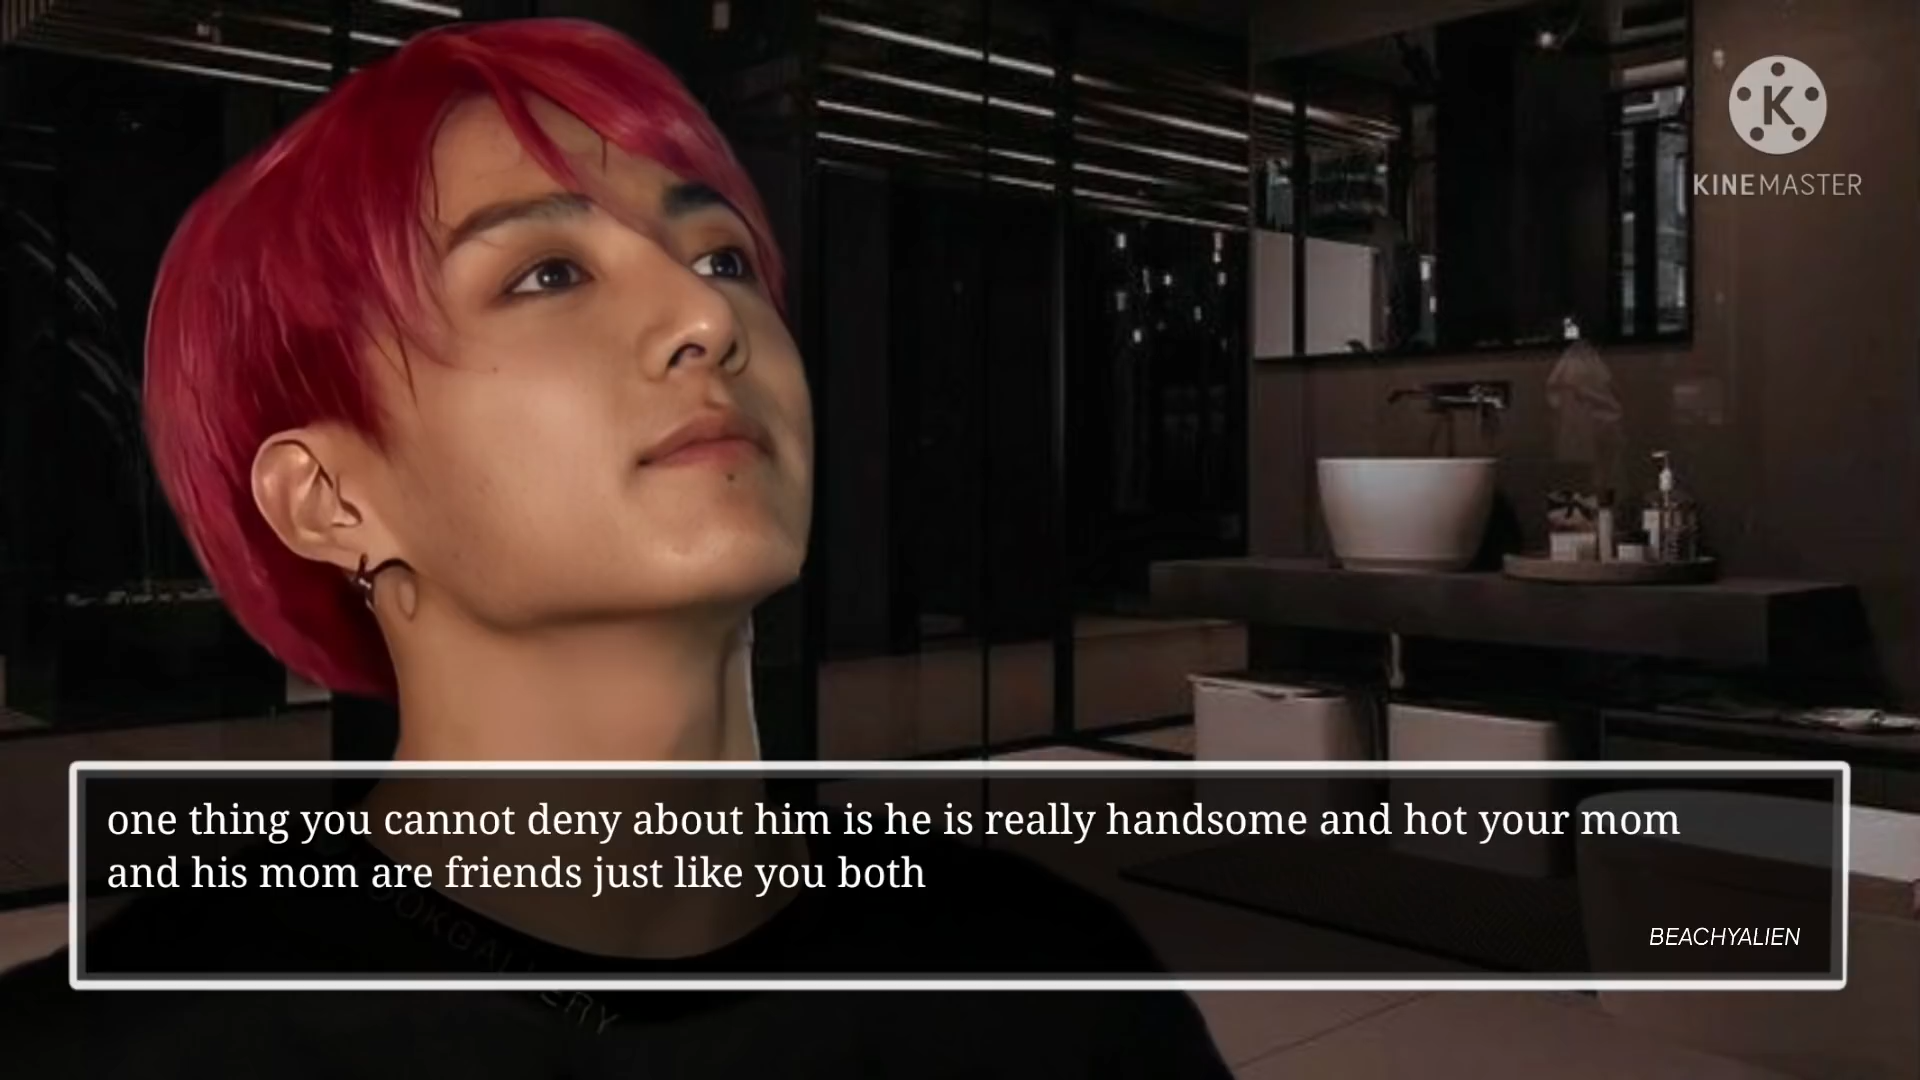 KINEMASTER
one thing you cannot deny about him is he is really handsome and hot your mom
and his mom are friends just like you both
BEACHYALIEN